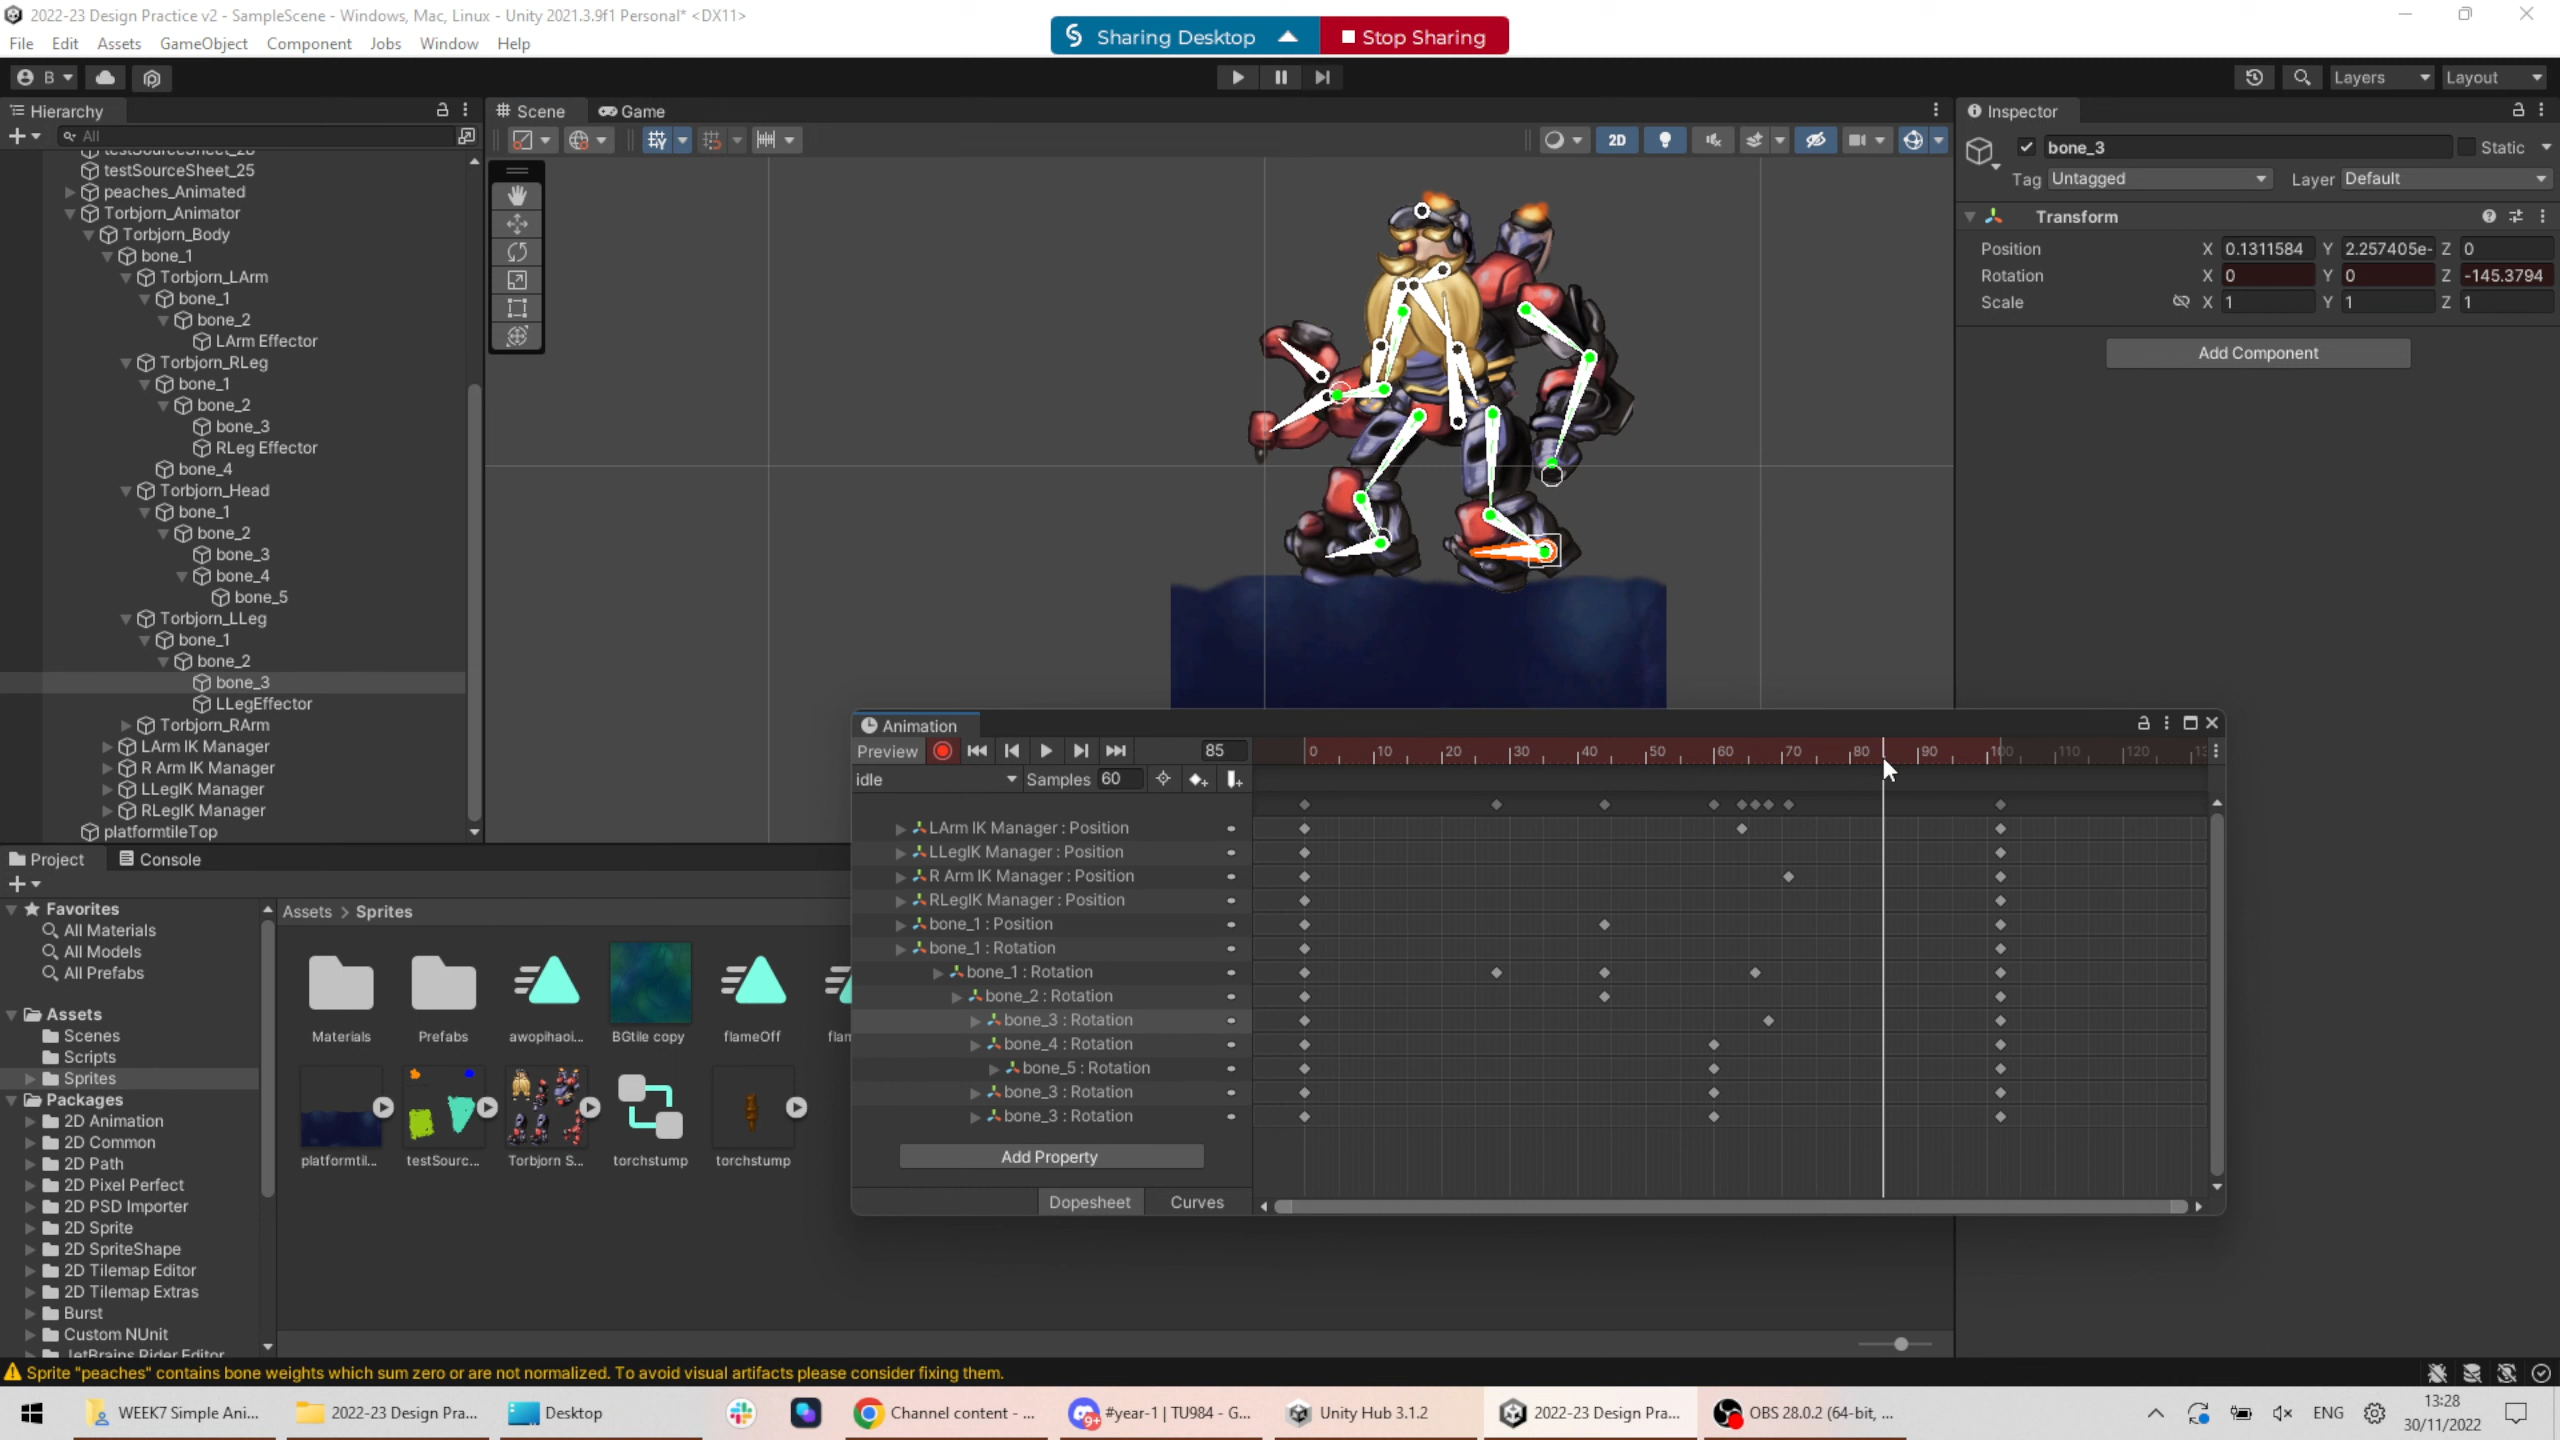 2022-23 Design Practice v2 - SampleScene - Windows, Mac, Linux - Unity 2021.3.9f1 Personal* <DX11>
Sharing Desktop
Stop Sharing
File Edit Assets GameObject Component Jobs Window Help
B
Layers
Layout
Hierarchy
All
testSourceSheet_25
peaches_Animated
Torbjorn_Animator
Torbjorn_Body
bone_1
Torbjorn_LArm
bone_1
bone_2
LArm Effector
Torbjorn_RLeg
bone_1
bone_2
bone_3
RLeg Effector
bone_4
Torbjorn_Head
bone_1
bone_2
bone_3
bone_4
bone_5
Torbjorn_LLeg
bone_1
bone_2
bone_3
LLegEffector
Torbjorn_RArm
LArm IK Manager
R Arm IK Manager
LLegIK Manager
RLegIK Manager
platformtileTop
Scene
Game
2D
Inspector
bone_3
Static
Tag Untagged
Layer Default
Transform
Position X 0.1311584 Y 2.257405e- Z 0
Rotation X 0 Y 0 Z -145.3794
Scale X 1 Y 1 Z 1
Add Component
Project
Console
Favorites
All Materials
All Models
All Prefabs
Assets
Scenes
Scripts
Sprites
Packages
2D Animation
2D Common
2D Path
2D Pixel Perfect
2D PSD Importer
2D Sprite
2D SpriteShape
2D Tilemap Editor
2D Tilemap Extras
Burst
Custom NUnit
JetBrains Rider Editor
Assets > Sprites
Materials
Prefabs
awopihaoi...
BGtile copy
flameOff
flan
platformtil...
testSourc...
Torbjorn S...
torchstump
torchstump
Animation
Preview
85
0 10 20 30 40 50 60 70 80 90 100 110 120 13
idle
Samples 60
LArm IK Manager : Position
LLegIK Manager : Position
R Arm IK Manager : Position
RLegIK Manager : Position
bone_1 : Position
bone_1 : Rotation
bone_1 : Rotation
bone_2 : Rotation
bone_3 : Rotation
bone_4 : Rotation
bone_5 : Rotation
bone_3 : Rotation
bone_3 : Rotation
Add Property
Dopesheet
Curves
Sprite "peaches" contains bone weights which sum zero or are not normalized. To avoid visual artifacts please consider fixing them.
WEEK7 Simple Ani...
2022-23 Design Pra...
Desktop
Channel content - ...
9+
#year-1 | TU984 - G...
Unity Hub 3.1.2
2022-23 Design Pra...
OBS 28.0.2 (64-bit, ...
ENG
13:28
30/11/2022